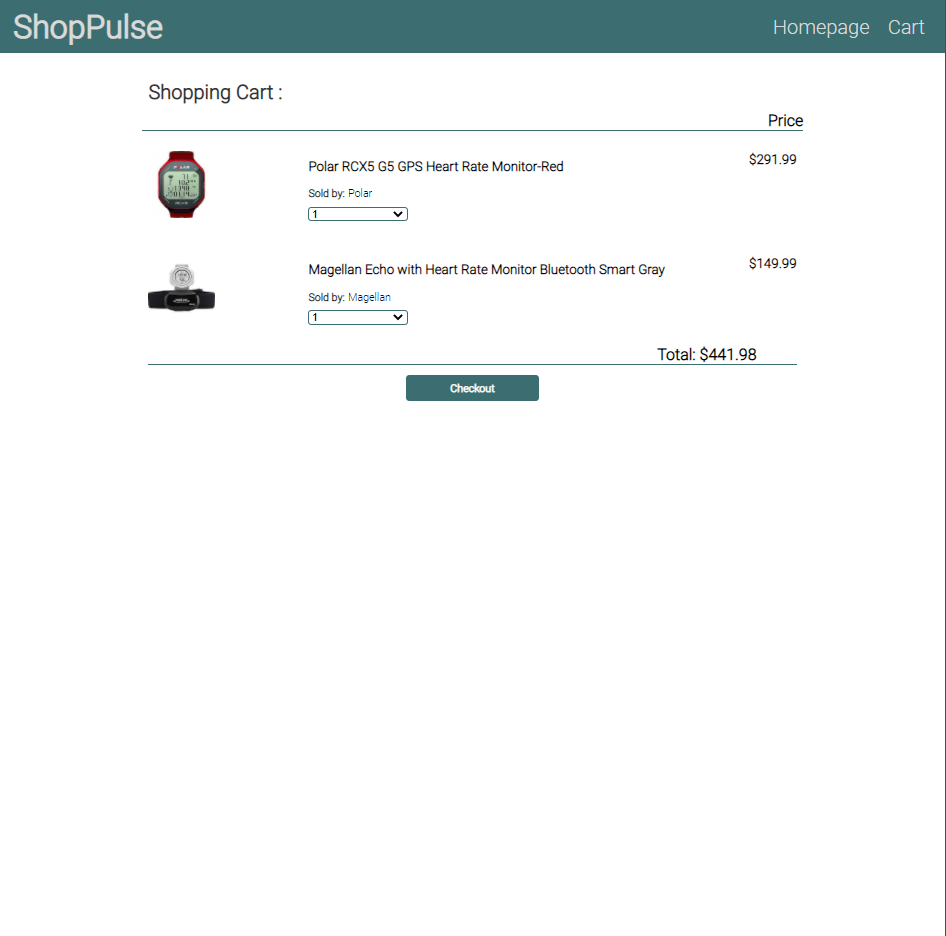 ShopPulse
Homepage Cart
Shopping Cart :
Price
Polar RCX5 G5 GPS Heart Rate Monitor-Red
$291.99
Sold by: Polar
1
Magellan Echo with Heart Rate Monitor Bluetooth Smart Gray
$149.99
Sold by: Magellan
1
Total: $441.98
Checkout